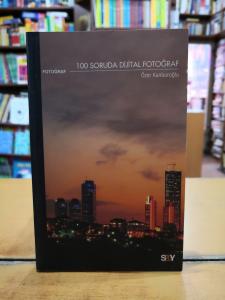 100 SORUDA DİJİTAL FOTOĞRAF
FOTOĞRAF
Özer Kanburoğlu
SAY